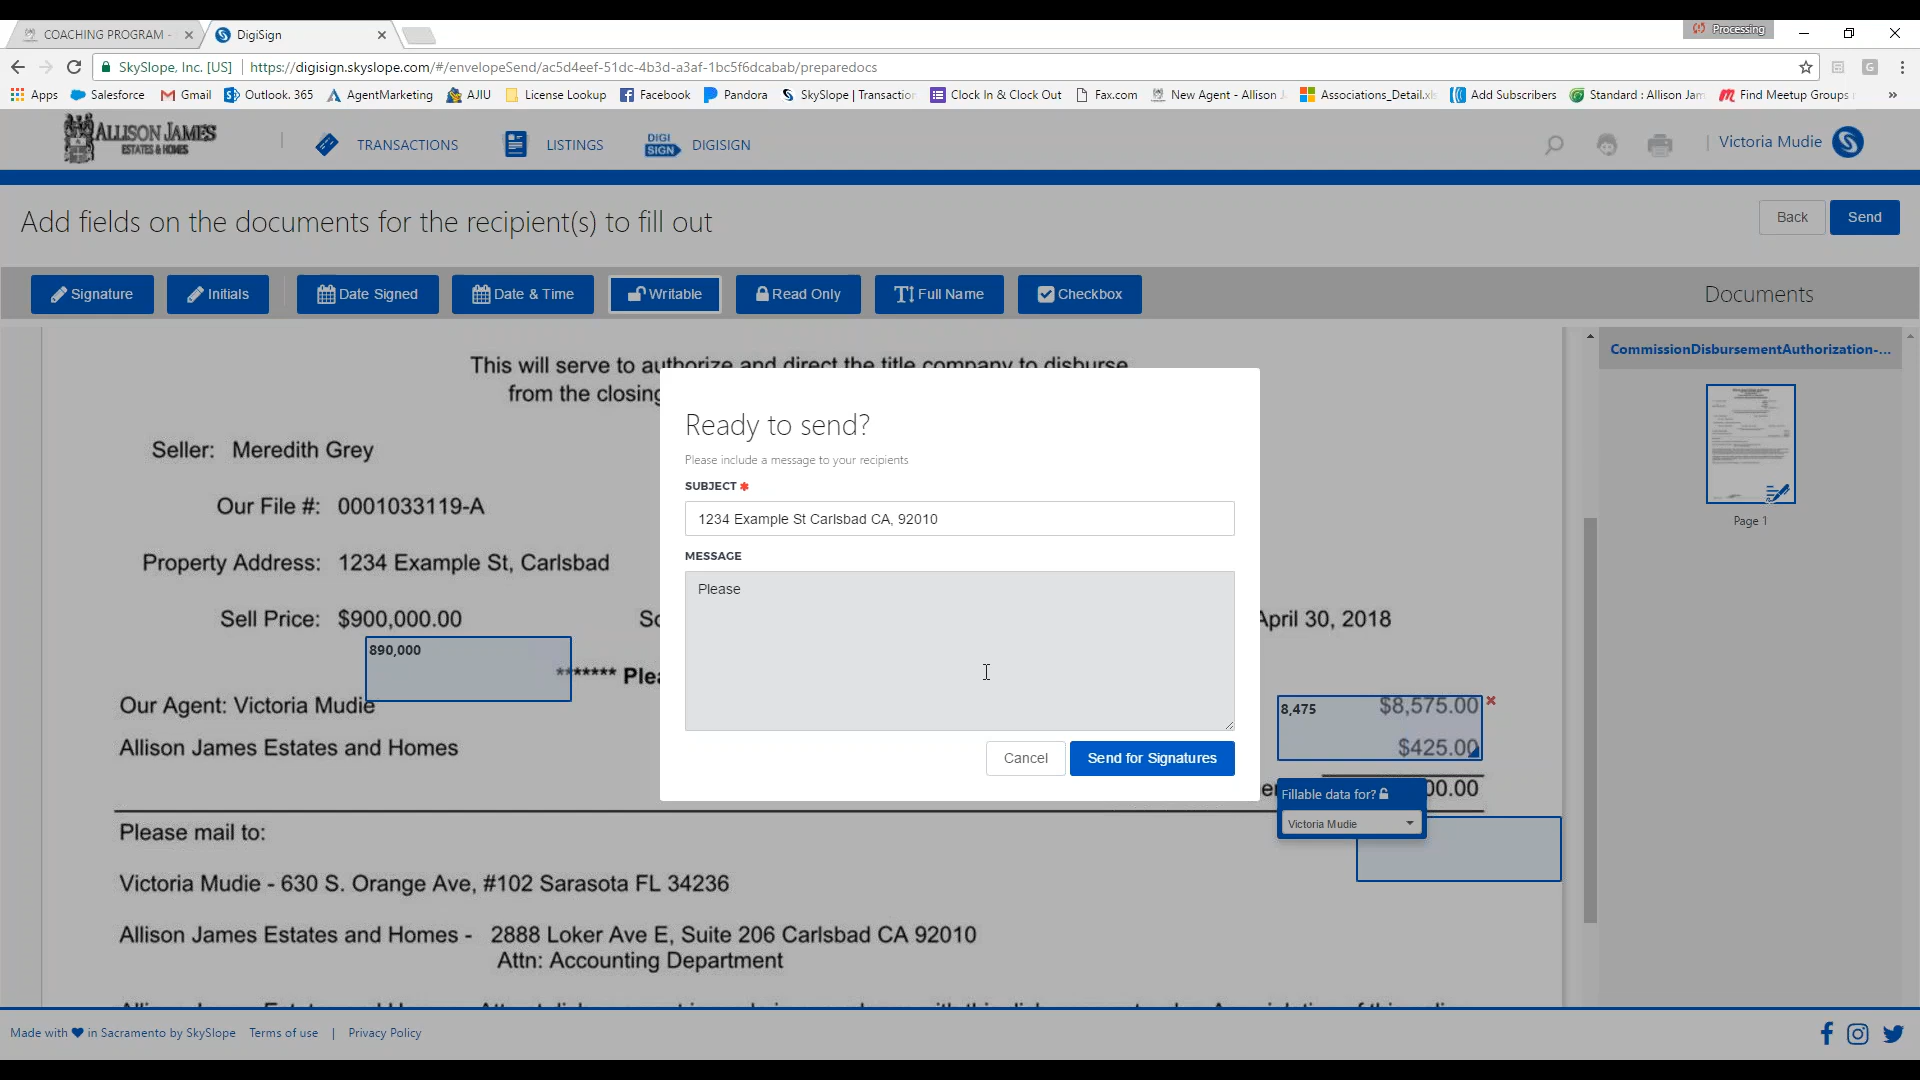 COACHING PROGRAM -
DigiSign
Processing
SkySlope, Inc. [US]
https://digisign.skyslope.com/#/envelopeSend/ac5d4eef-51dc-4b3d-a3af-1bc5f6dcabab/preparedocs
Apps
Salesforce
Gmail
Outlook. 365
AgentMarketing
AJIU
License Lookup
Facebook
Pandora
SkySlope | Transaction
Clock In & Clock Out
Fax.com
New Agent - Allison J
Associations_Detail.xls
Add Subscribers
Standard : Allison Jam
Find Meetup Groups
»
ALLISON JAMES
ESTATES & HOMES
TRANSACTIONS
LISTINGS
DIGI
SIGN
DIGISIGN
Victoria Mudie
Add fields on the documents for the recipient(s) to fill out
Back
Send
Signature
Initials
Date Signed
Date & Time
Writable
Read Only
Full Name
Checkbox
Documents
This will serve to authorize and direct the title company to disburse
from the closing
Seller: Meredith Grey
Our File #: 0001033119-A
Property Address: 1234 Example St, Carlsbad
Sell Price: $900,000.00
April 30, 2018
890,000
******* Plea
Our Agent: Victoria Mudie
Allison James Estates and Homes
8,475
$8,575.00
$425.00
00.00
Fillable data for?
Victoria Mudie
Please mail to:
Victoria Mudie - 630 S. Orange Ave, #102 Sarasota FL 34236
Allison James Estates and Homes - 2888 Loker Ave E, Suite 206 Carlsbad CA 92010
Attn: Accounting Department
Ready to send?
Please include a message to your recipients
SUBJECT *
1234 Example St Carlsbad CA, 92010
MESSAGE
Please
Cancel
Send for Signatures
CommissionDisbursementAuthorization-...
Page 1
Made with ♥ in Sacramento by SkySlope
Terms of use | Privacy Policy